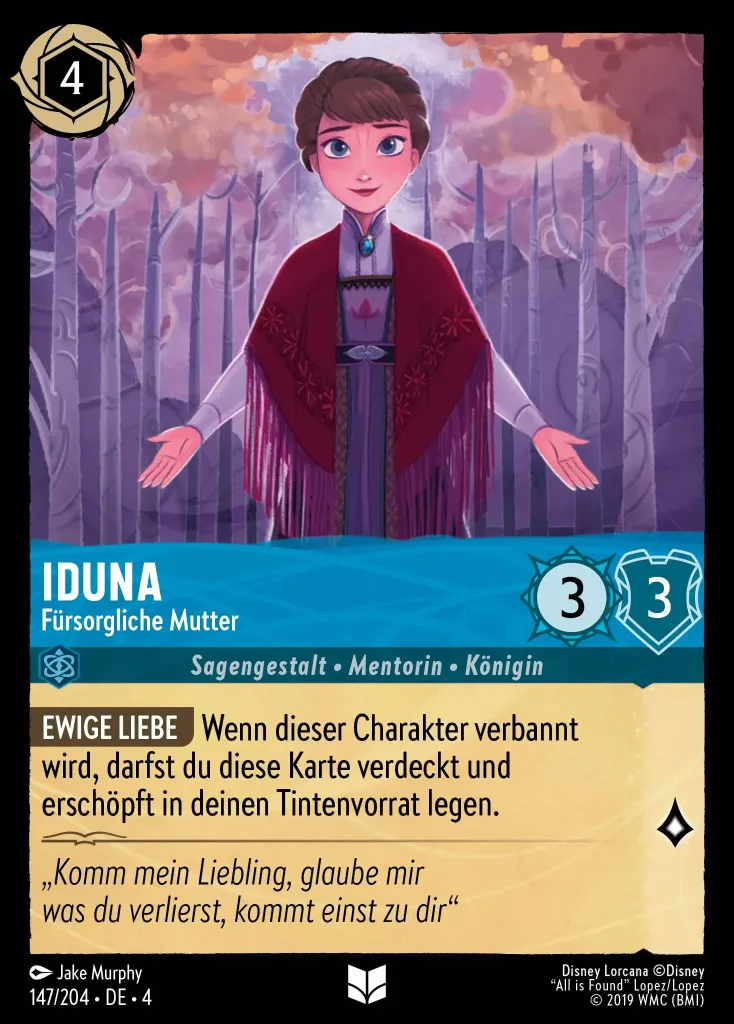 4
IDUNA
Fürsorgliche Mutter
3
3
Sagengestalt • Mentorin • Königin
EWIGE LIEBE Wenn dieser Charakter verbannt
wird, darfst du diese Karte verdeckt und
erschöpft in deinen Tintenvorrat legen.
„Komm mein Liebling, glaube mir
was du verlierst, kommt einst zu dir“
Jake Murphy
147/204 • DE • 4
Disney Lorcana ©Disney
“All is Found” Lopez/Lopez
© 2019 WMC (BMI)